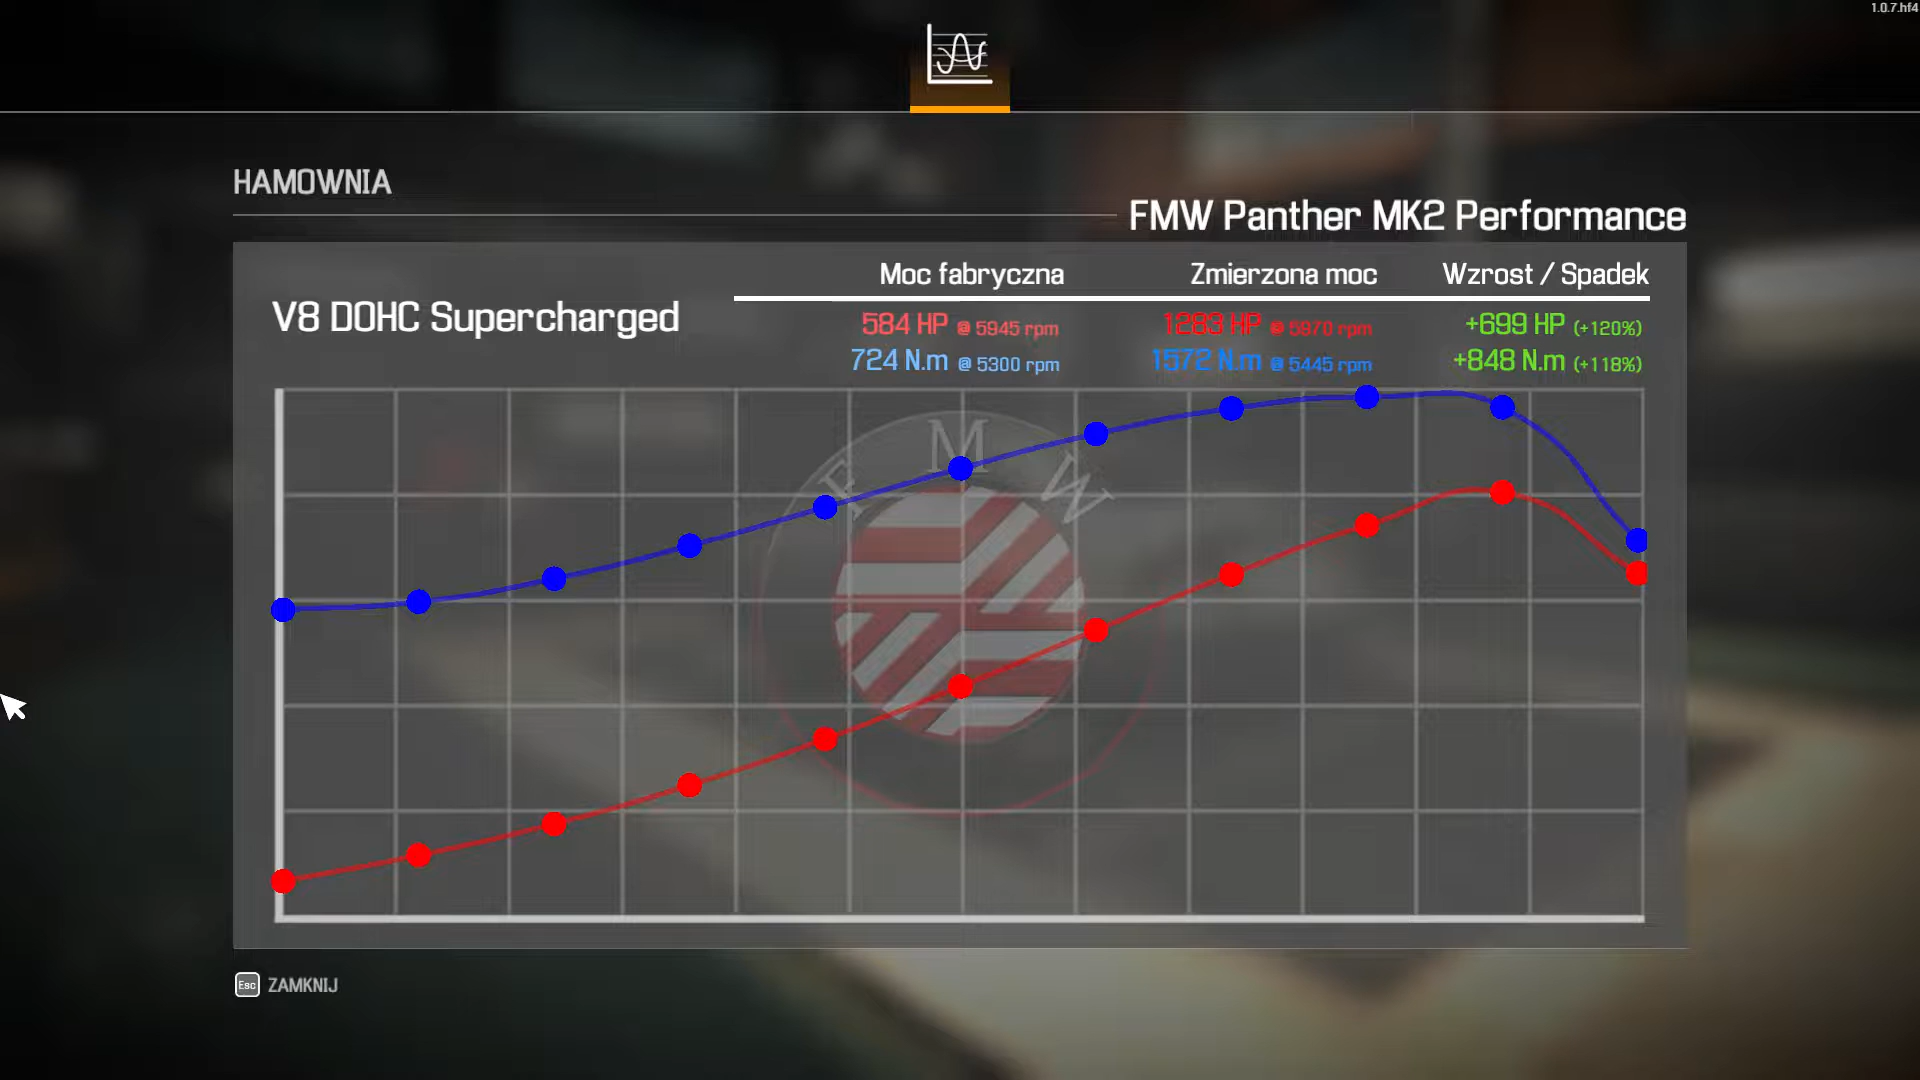 1.0.7.hf4
HAMOWNIA
FMW Panther MK2 Performance
Moc fabryczna Zmierzona moc Wzrost / Spadek
V8 DOHC Supercharged
584 HP @ 5945 rpm 1283 HP @ 5970 rpm +699 HP (+120%)
724 N.m @ 5300 rpm 1572 N.m @ 5445 rpm +848 N.m (+118%)
F M W
Esc ZAMKNIJ